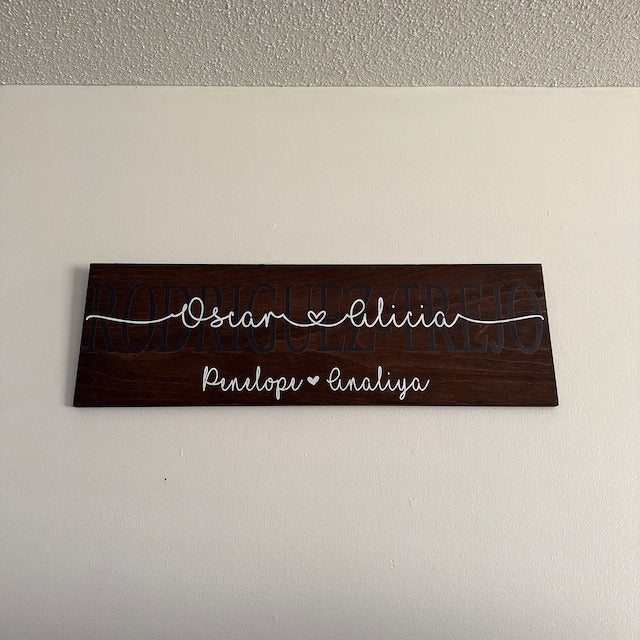 RODRIGUEZ-TREJO
Oscar ♡ Alicia
Penelope ♥ Analiya